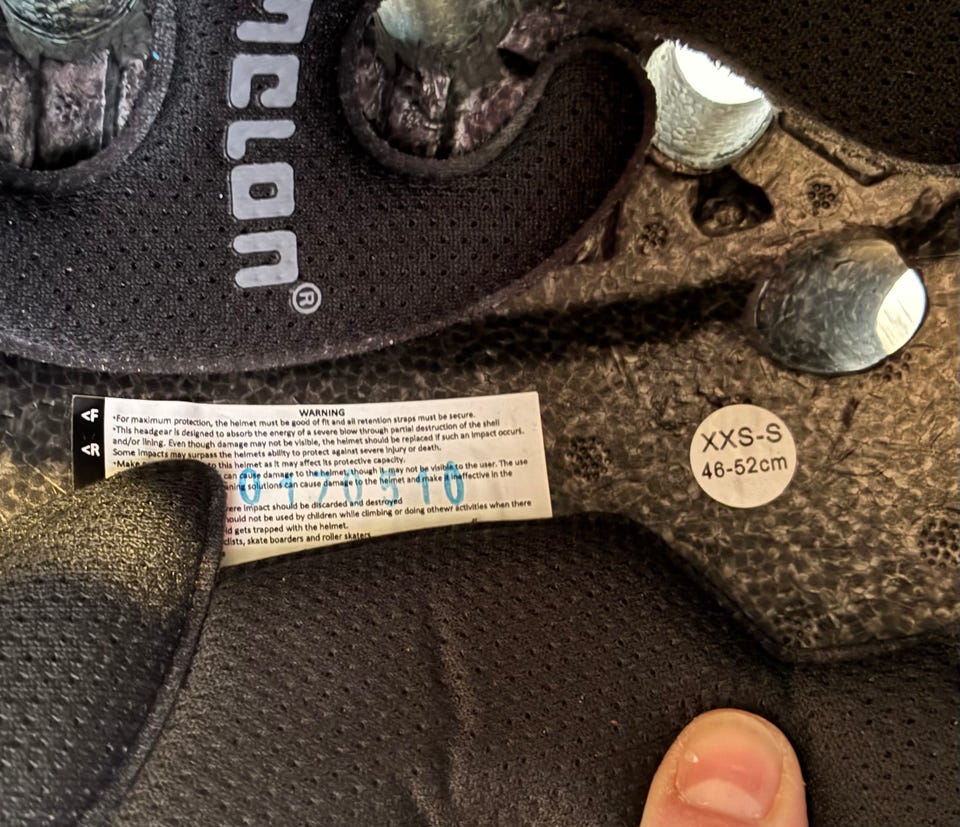 melon®
<F
<R
WARNING
*For maximum protection, the helmet must be good of fit and all retention straps must be secure.
*This headgear is designed to absorb the energy of a severe blow through partial destruction of the shell
and/or lining. Even though damage may not be visible, the helmet should be replaced if such an impact occurs.
Some impacts may surpass the helmets ability to protect against severe injury or death.
*Make to this helmet as it may affect its protective capacity.
can cause damage to the helmet, though it may not be visible to the user. The use
solutions can cause damage to the helmet and make it ineffective in the
impact should be discarded and destroyed
should not be used by children while climbing or doing othewr activities when there
gets trapped with the helmet.
skate boarders and roller skaters
XXS-S
46-52cm